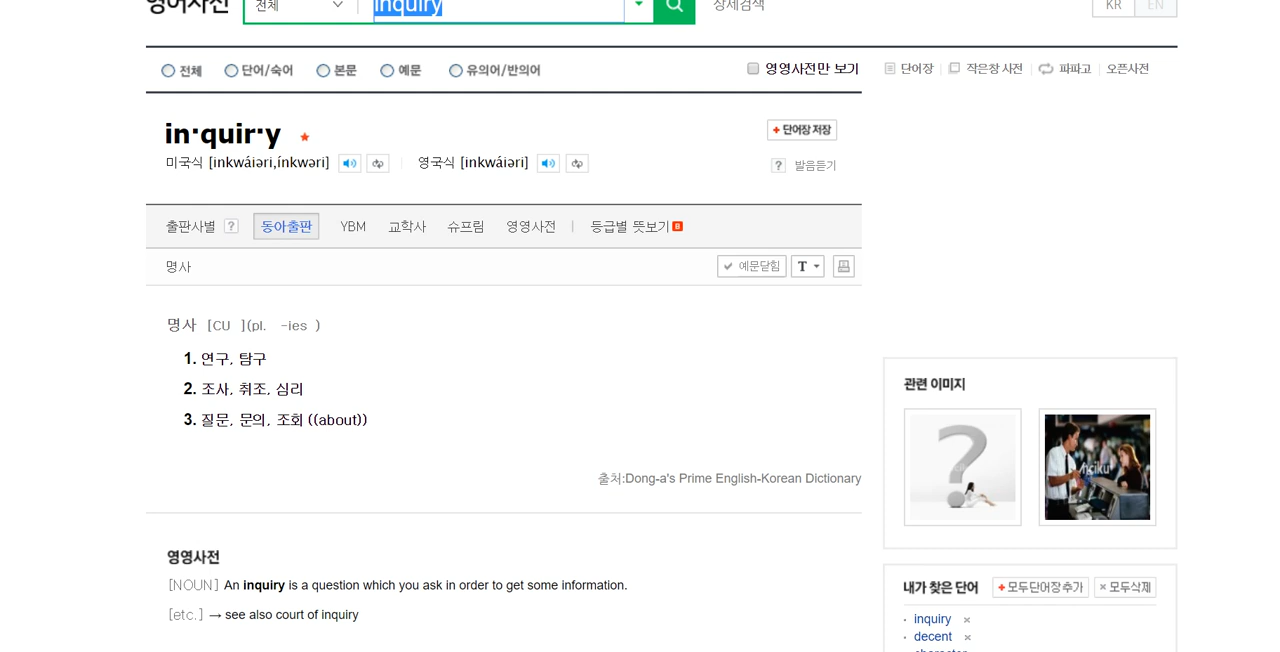 영어사전 전체 inquiry 상세검색 KR EN
전체 단어/숙어 본문 예문 유의어/반의어 영영사전만 보기 단어장 작은창 사전 파파고 오픈사전
in·quir·y ★ +단어장 저장
미국식 [inkwáiəri,ínkwəri] 영국식 [inkwáiəri] ? 발음듣기
출판사별 ? 동아출판 YBM 교학사 슈프림 영영사전 | 등급별 뜻보기
명사 예문닫힘 T
명사 [CU ](pl. -ies )
1. 연구, 탐구
2. 조사, 취조, 심리
3. 질문, 문의, 조회 ((about))
출처:Dong-a's Prime English-Korean Dictionary
영영사전
[NOUN] An inquiry is a question which you ask in order to get some information.
[etc.] → see also court of inquiry
관련 이미지
내가 찾은 단어 +모두단어장추가 ×모두삭제
· inquiry ×
· decent ×